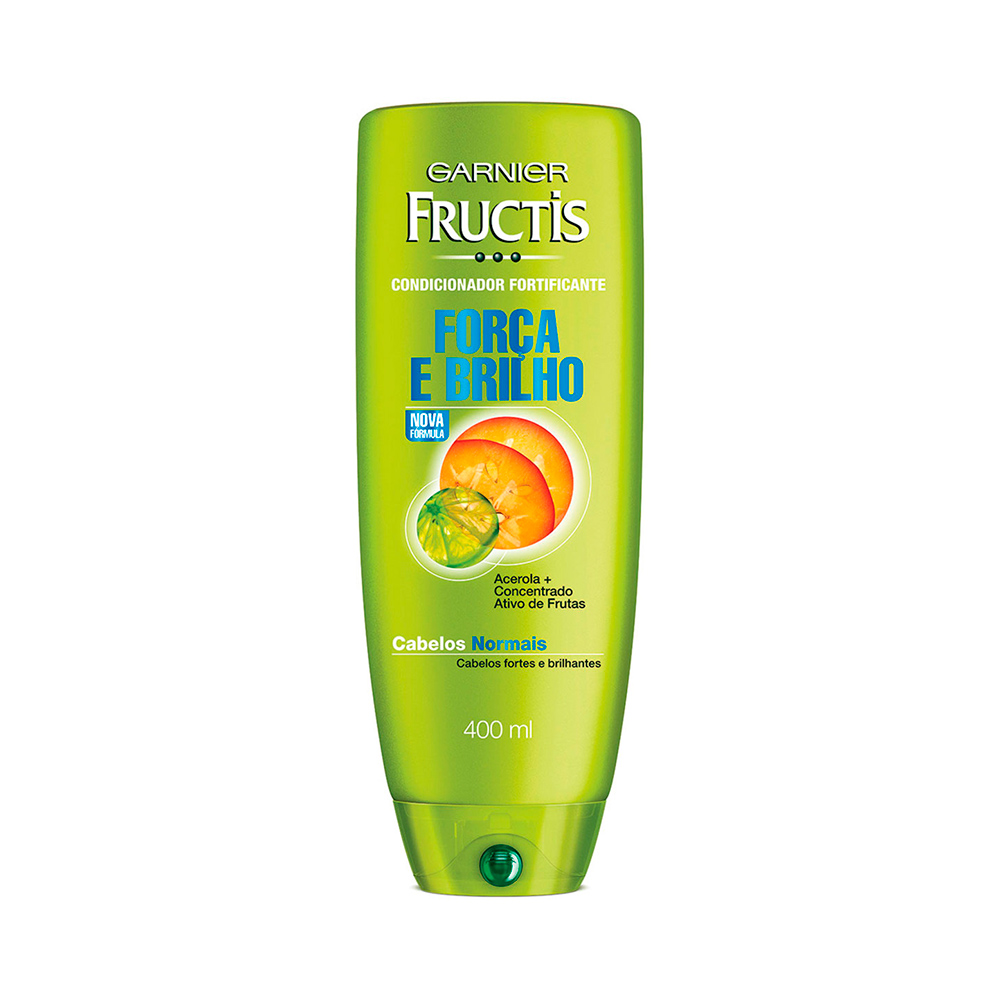 GARNIER
FRUCTIS
CONDICIONADOR FORTIFICANTE
FORÇA
E BRILHO
NOVA
FÓRMULA
Acerola +
Concentrado
Ativo de Frutas
Cabelos Normais
Cabelos fortes e brilhantes
400 ml